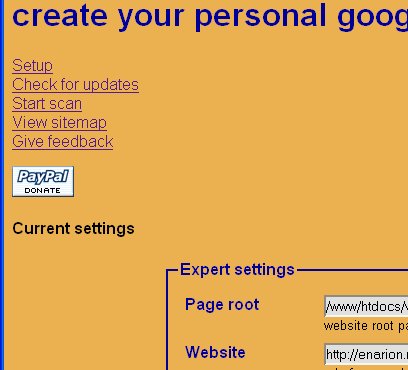 create your personal goog
Setup
Check for updates
Start scan
View sitemap
Give feedback
PayPal
DONATE
Current settings
Expert settings
Page root
/www/htdocs/
website root pa
Website
http://enarion.